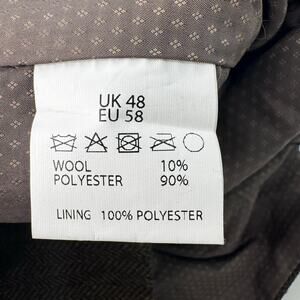 UK 48
EU 58
WOOL 10%
POLYESTER 90%
LINING 100% POLYESTER